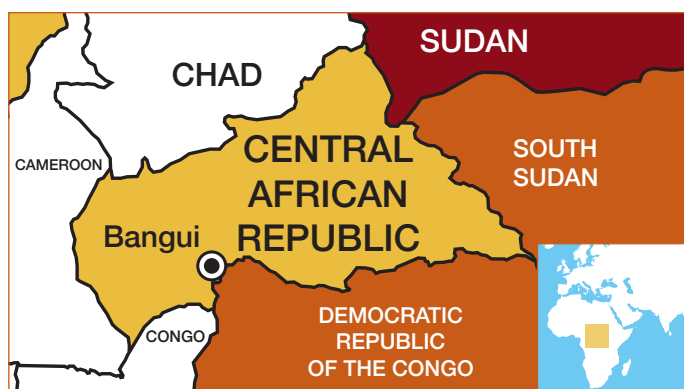 SUDAN
CHAD
CAMEROON
CENTRAL
AFRICAN
REPUBLIC
SOUTH
SUDAN
Bangui
CONGO
DEMOCRATIC
REPUBLIC
OF THE CONGO